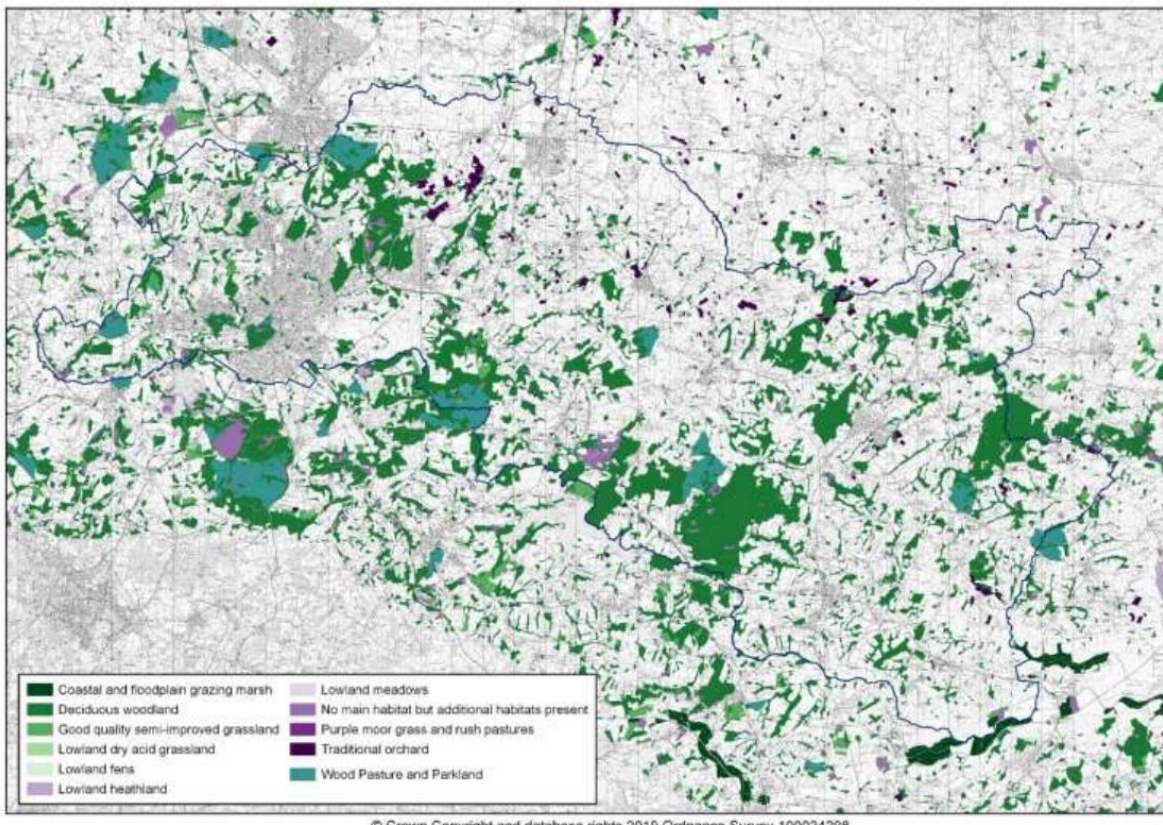 Coastal and floodplain grazing marsh
Deciduous woodland
Good quality semi-improved grassland
Lowland dry acid grassland
Lowland fens
Lowland heathland
Lowland meadows
No main habitat but additional habitats present
Purple moor grass and rush pastures
Traditional orchard
Wood Pasture and Parkland
© Crown Copyright and database rights 2019 Ordnance Survey 100024298